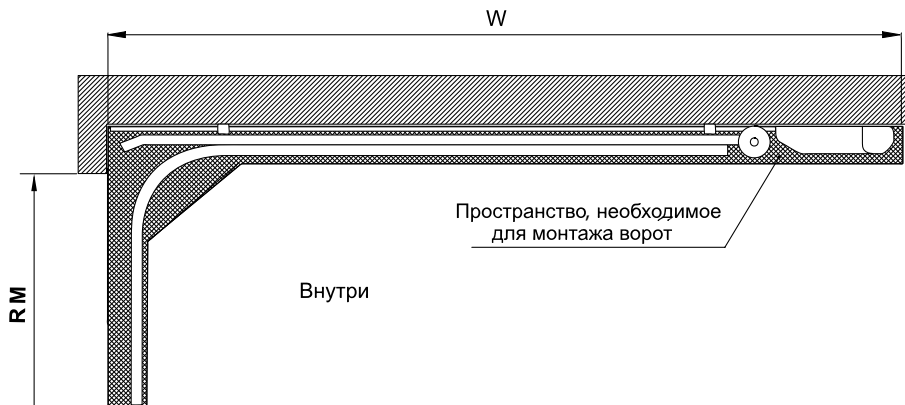 W
Пространство, необходимое
для монтажа ворот
Внутри
RM